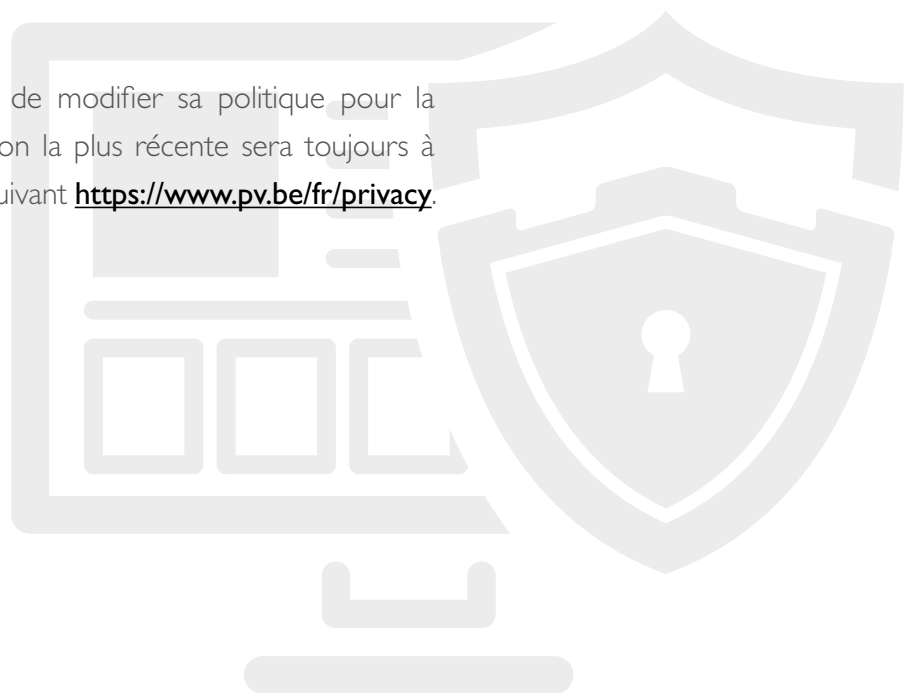 de modifier sa politique pour la
on la plus récente sera toujours à
uivant https://www.pv.be/fr/privacy.